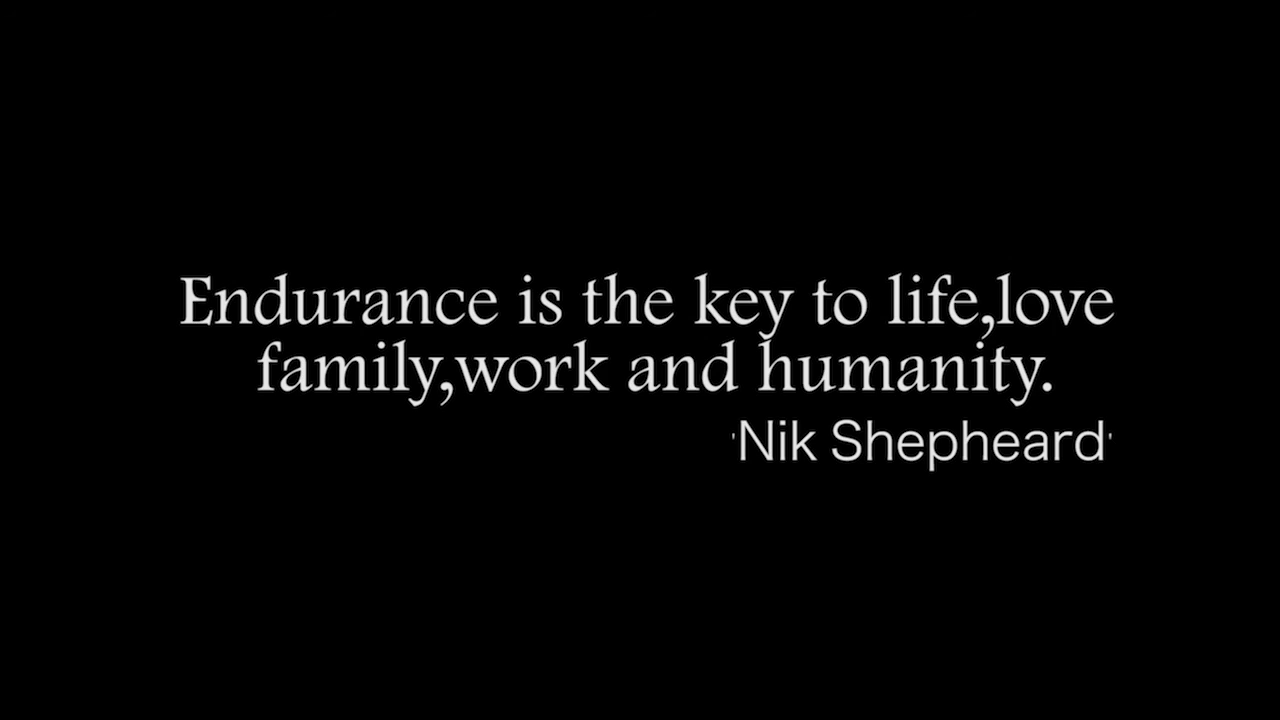 Endurance is the key to life,love
family,work and humanity.
'Nik Shepheard'